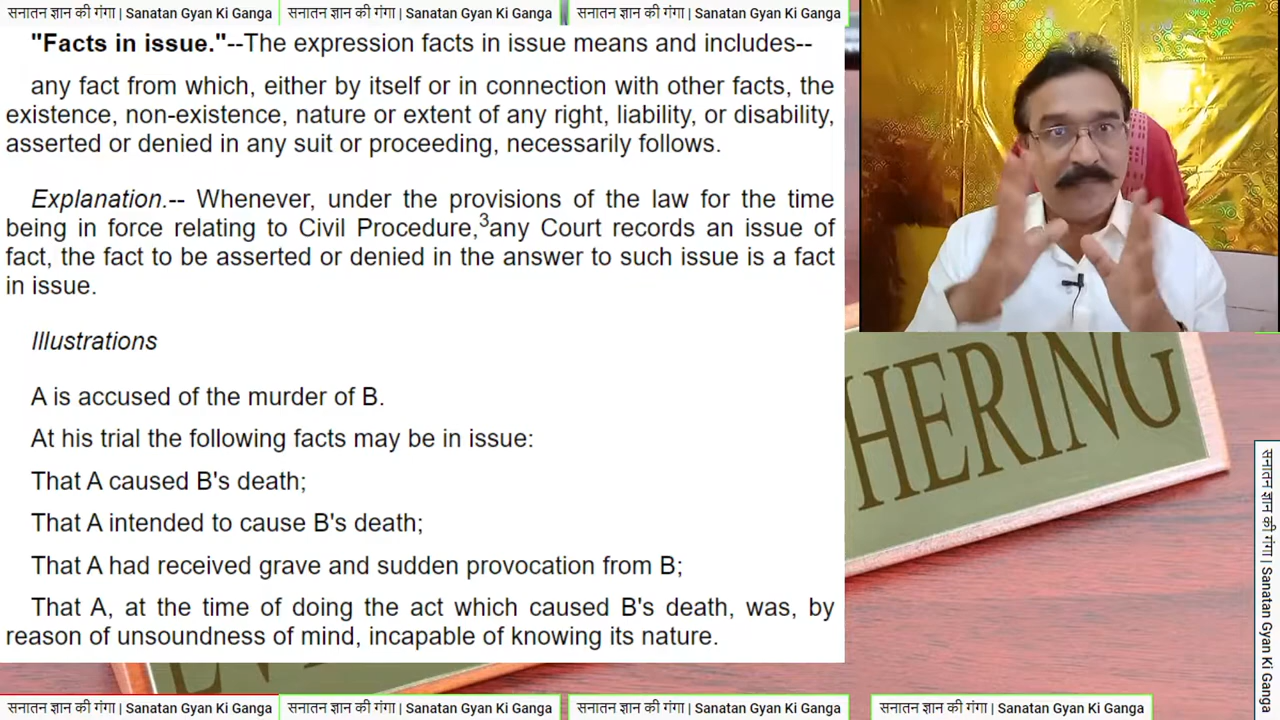 सनातन ज्ञान की गंगा | Sanatan Gyan Ki Ganga
सनातन ज्ञान की गंगा | Sanatan Gyan Ki Ganga
सनातन ज्ञान की गंगा | Sanatan Gyan Ki Ganga
"Facts in issue."--The expression facts in issue means and includes--
any fact from which, either by itself or in connection with other facts, the
existence, non-existence, nature or extent of any right, liability, or disability,
asserted or denied in any suit or proceeding, necessarily follows.
Explanation.-- Whenever, under the provisions of the law for the time
being in force relating to Civil Procedure,3any Court records an issue of
fact, the fact to be asserted or denied in the answer to such issue is a fact
in issue.
Illustrations
A is accused of the murder of B.
At his trial the following facts may be in issue:
That A caused B's death;
That A intended to cause B's death;
That A had received grave and sudden provocation from B;
That A, at the time of doing the act which caused B's death, was, by
reason of unsoundness of mind, incapable of knowing its nature.
HERING
सनातन ज्ञान की गंगा | Sanatan Gyan Ki Ganga
सनातन ज्ञान की गंगा | Sanatan Gyan Ki Ganga
सनातन ज्ञान की गंगा | Sanatan Gyan Ki Ganga
सनातन ज्ञान की गंगा | Sanatan Gyan Ki Ganga
सनातन ज्ञान की गंगा | Sanatan Gyan Ki Ganga